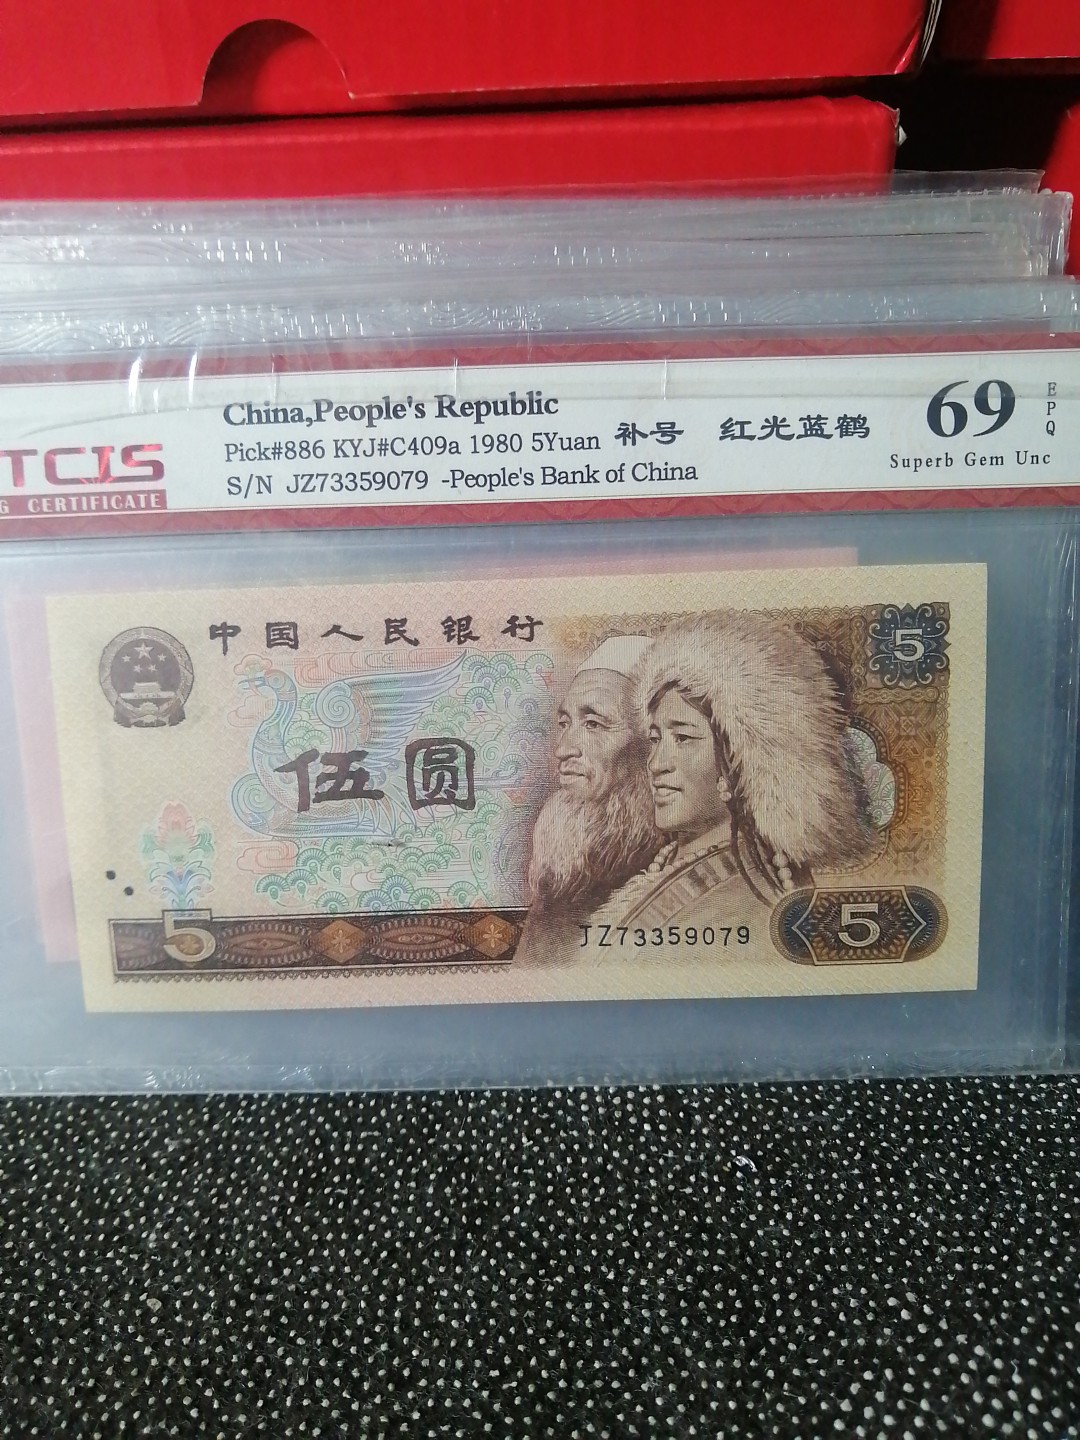 China,People's Republic
Pick#886 KYJ#C409a 1980 5Yuan 补号 红光蓝鹤
S/N JZ73359079 -People's Bank of China
69
EPQ
Superb Gem Unc
TCIS
G CERTIFICATE
中国人民银行
5
伍圆
5
JZ73359079
5